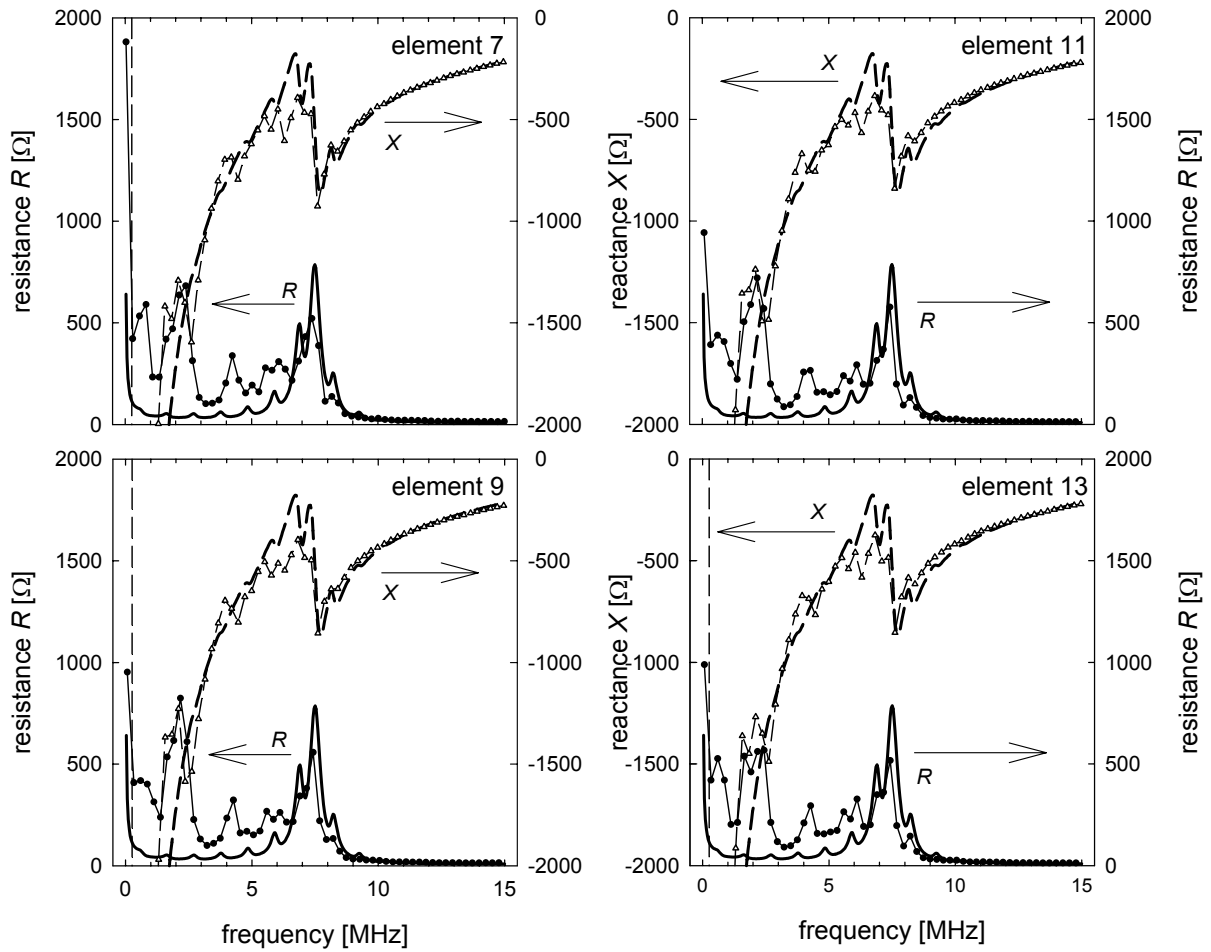 2000
1500
1000
500
0
resistance R [Ω]
element 7
X
R
0
-500
-1000
-1500
-2000
0
-500
-1000
-1500
-2000
reactance X [Ω]
element 11
X
R
2000
1500
1000
500
0
resistance R [Ω]
2000
1500
1000
500
0
resistance R [Ω]
element 9
X
R
0
-500
-1000
-1500
-2000
0 5 10 15
frequency [MHz]
0
-500
-1000
-1500
-2000
reactance X [Ω]
element 13
X
R
2000
1500
1000
500
0
resistance R [Ω]
0 5 10 15
frequency [MHz]